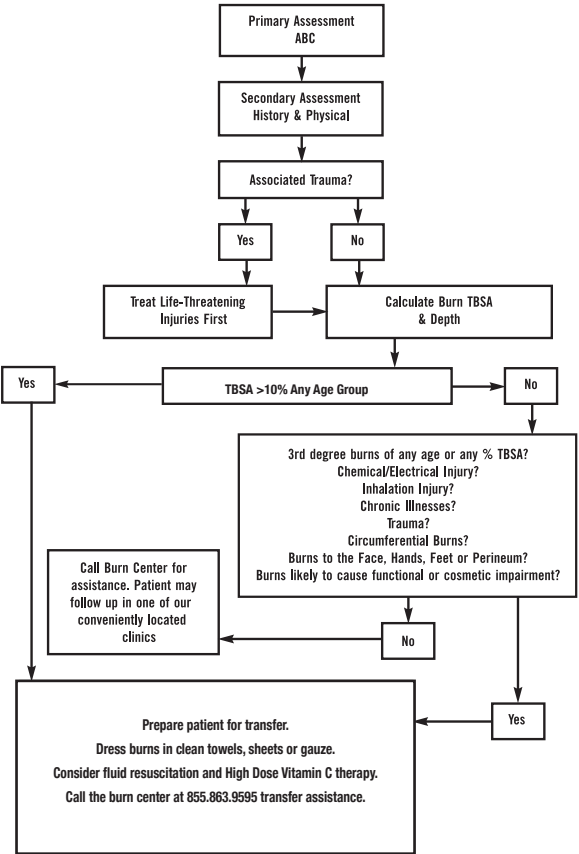 Primary Assessment
ABC
Secondary Assessment
History & Physical
Associated Trauma?
Yes
No
Treat Life-Threatening
Injuries First
Calculate Burn TBSA
& Depth
Yes
TBSA >10% Any Age Group
No
3rd degree burns of any age or any % TBSA?
Chemical/Electrical Injury?
Inhalation Injury?
Chronic Illnesses?
Trauma?
Circumferential Burns?
Burns to the Face, Hands, Feet or Perineum?
Burns likely to cause functional or cosmetic impairment?
Call Burn Center for
assistance. Patient may
follow up in one of our
conveniently located
clinics
No
Yes
Prepare patient for transfer.
Dress burns in clean towels, sheets or gauze.
Consider fluid resuscitation and High Dose Vitamin C therapy.
Call the burn center at 855.863.9595 transfer assistance.